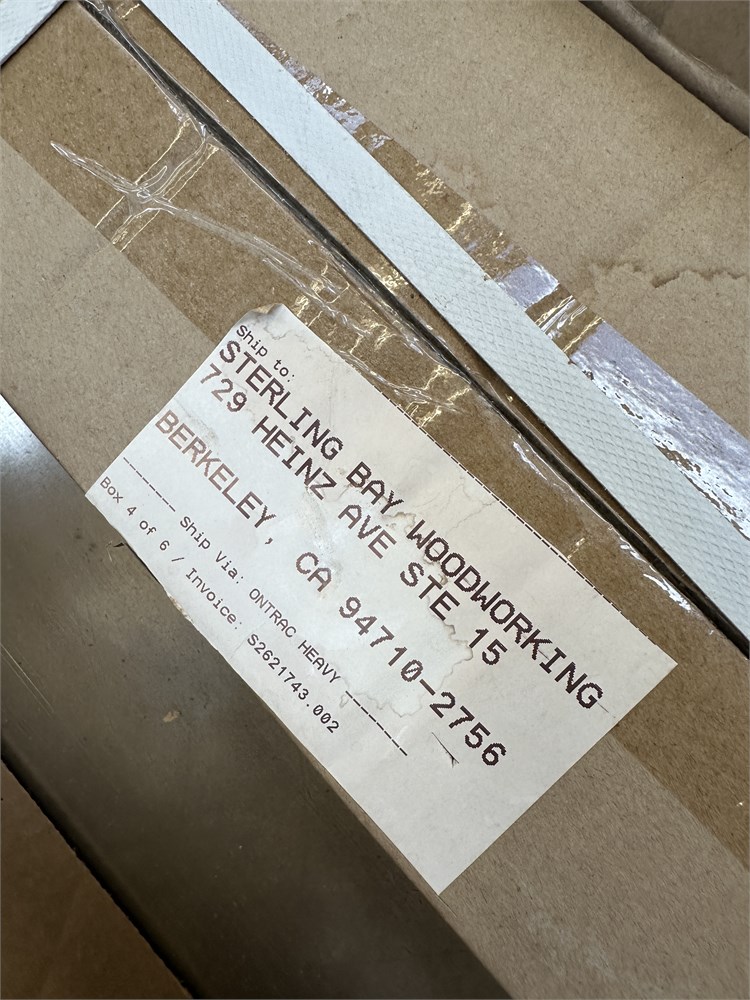 Ship to:
STERLING BAY WOODWORKING
729 HEINZ AVE STE 15
BERKELEY, CA 94710-2756
------ Ship Via: ONTRAC HEAVY --------
Box 4 of 6 / Invoice: S2621743.002